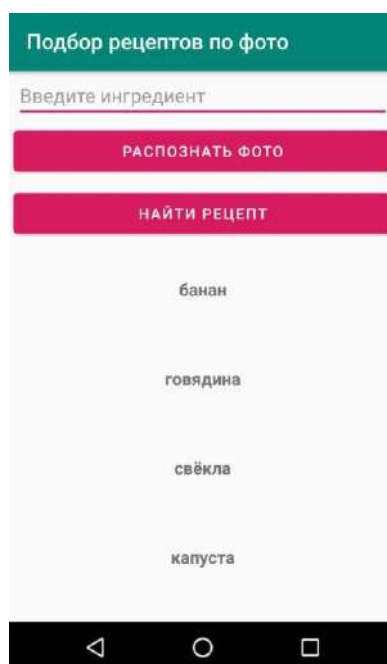 Подбор рецептов по фото
Введите ингредиент
РАСПОЗНАТЬ ФОТО
НАЙТИ РЕЦЕПТ
банан
говядина
свёкла
капуста